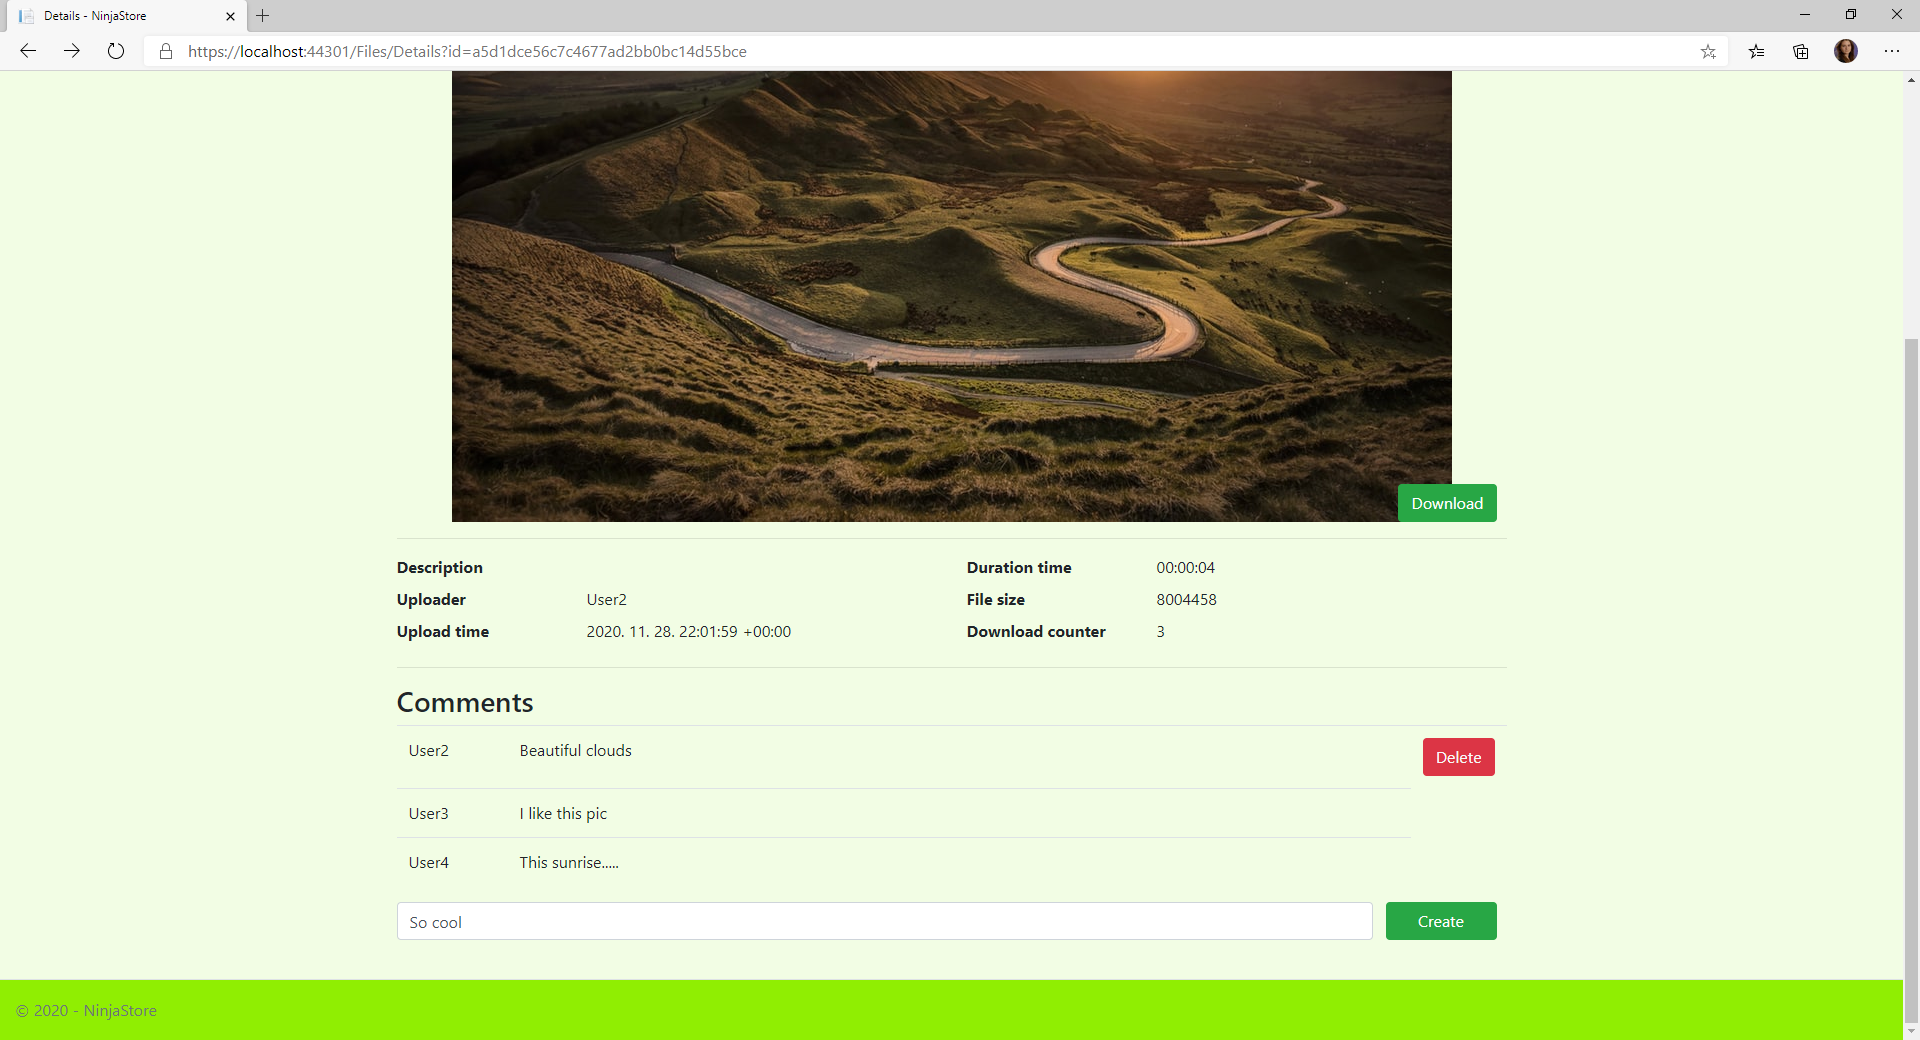 Details - NinjaStore
https://localhost:44301/Files/Details?id=a5d1dce56c7c4677ad2bb0bc14d55bce
Download
Description
Duration time 00:00:04
Uploader User2
File size 8004458
Upload time 2020. 11. 28. 22:01:59 +00:00
Download counter 3
Comments
User2 Beautiful clouds Delete
User3 I like this pic
User4 This sunrise.....
So cool Create
© 2020 - NinjaStore